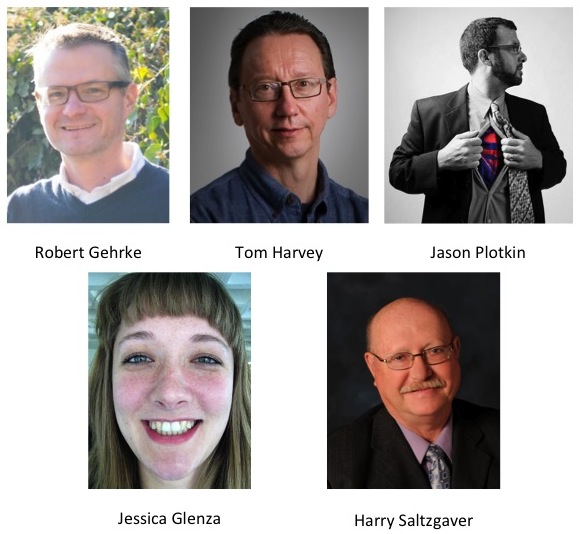 Robert Gehrke
Tom Harvey
Jason Plotkin
Jessica Glenza
Harry Saltzgaver